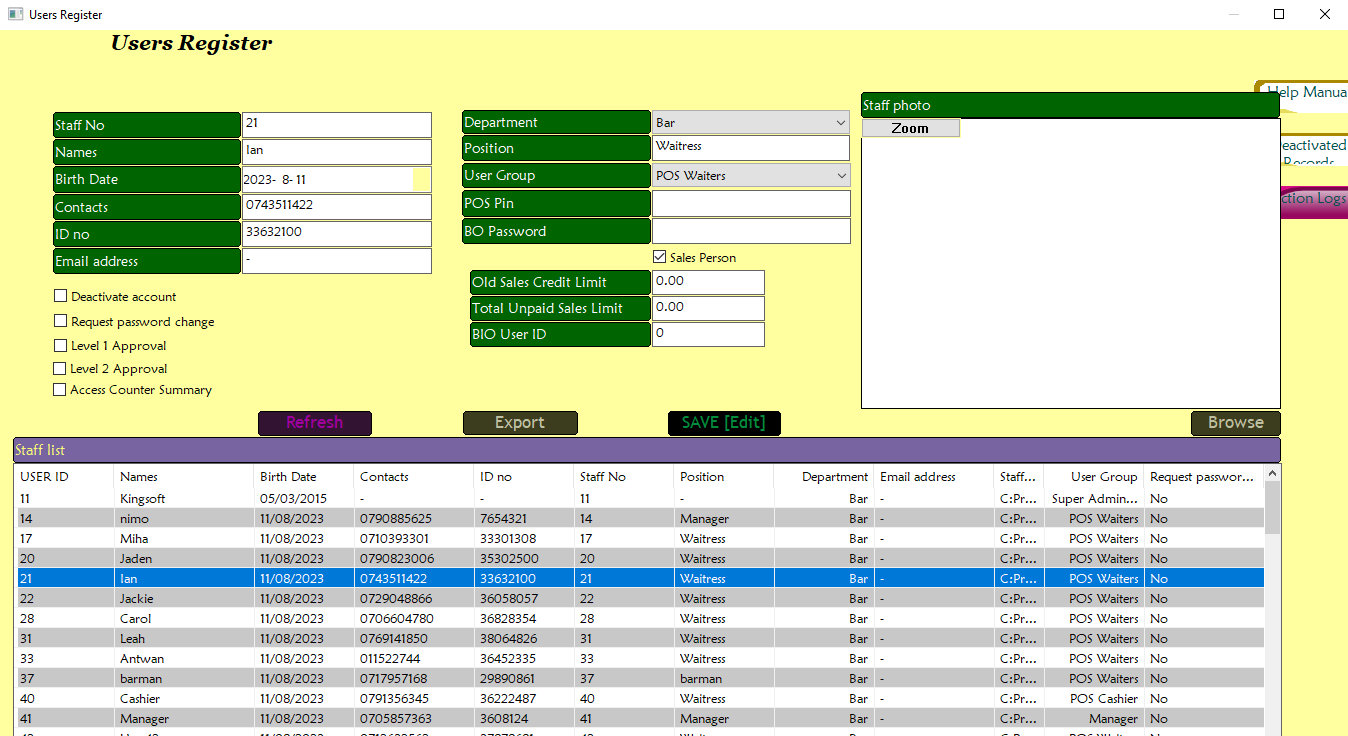 Users Register
Users Register
Help Manua
Staff No 21
Names Ian
Birth Date 2023- 8-11
Contacts 0743511422
ID no 33632100
Email address -
Deactivate account
Request password change
Level 1 Approval
Level 2 Approval
Access Counter Summary
Department Bar
Position Waitress
User Group POS Waiters
POS Pin
BO Password
Sales Person
Old Sales Credit Limit 0.00
Total Unpaid Sales Limit 0.00
BIO User ID 0
Staff photo
Zoom
eactivated
Records
ction Logs
Refresh Export SAVE [Edit] Browse
Staff list
USER ID Names Birth Date Contacts ID no Staff No Position Department Email address Staff... User Group Request passwor...
11 Kingsoft 05/03/2015 - - 11 - Bar - C:Pr... Super Admin... No
14 nimo 11/08/2023 0790885625 7654321 14 Manager Bar - C:Pr... POS Waiters No
17 Miha 11/08/2023 0710393301 33301308 17 Waitress Bar - C:Pr... POS Waiters No
20 Jaden 11/08/2023 0790823006 35302500 20 Waitress Bar - C:Pr... POS Waiters No
21 Ian 11/08/2023 0743511422 33632100 21 Waitress Bar - C:Pr... POS Waiters No
22 Jackie 11/08/2023 0729048866 36058057 22 Waitress Bar - C:Pr... POS Waiters No
28 Carol 11/08/2023 0706604780 36828354 28 Waitress Bar - C:Pr... POS Waiters No
31 Leah 11/08/2023 0769141850 38064826 31 Waitress Bar - C:Pr... POS Waiters No
33 Antwan 11/08/2023 011522744 36452335 33 Waitress Bar - C:Pr... POS Waiters No
37 barman 11/08/2023 0717957168 29890861 37 barman Bar - C:Pr... POS Waiters No
40 Cashier 11/08/2023 0791356345 36222487 40 Waitress Bar - C:Pr... POS Cashier No
41 Manager 11/08/2023 0705857363 3608124 41 Manager Bar - C:Pr... Manager No